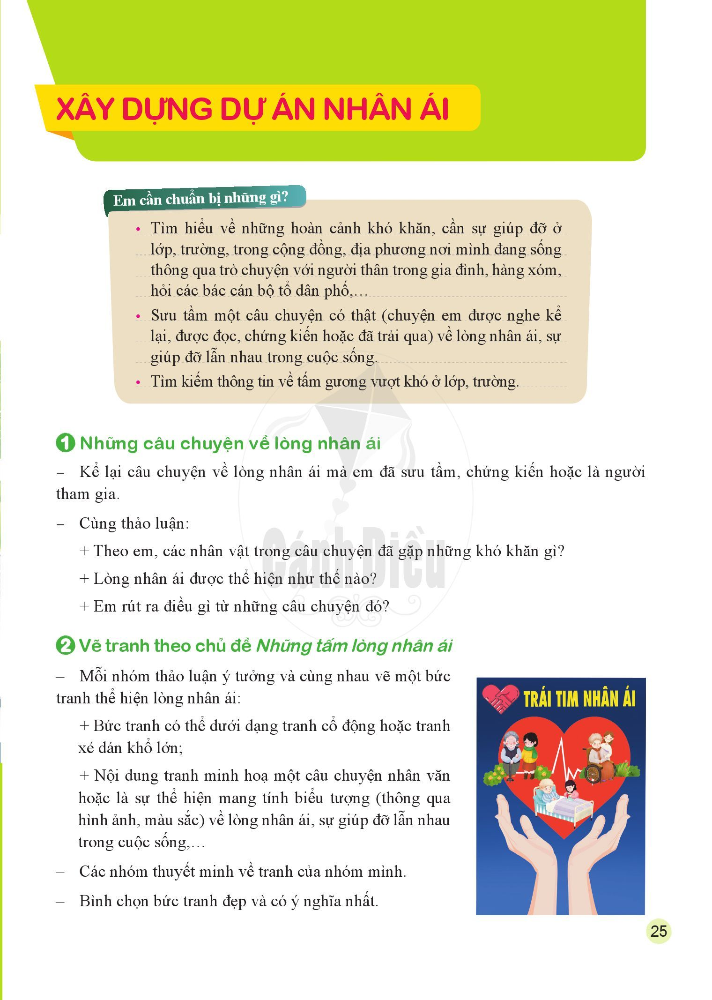 XÂY DỰNG DỰ ÁN NHÂN ÁI
Em cần chuẩn bị những gì?
• Tìm hiểu về những hoàn cảnh khó khăn, cần sự giúp đỡ ở
lớp, trường, trong cộng đồng, địa phương nơi mình đang sống
thông qua trò chuyện với người thân trong gia đình, hàng xóm,
hỏi các bác cán bộ tổ dân phố,...
• Sưu tầm một câu chuyện có thật (chuyện em được nghe kể
lại, được đọc, chứng kiến hoặc đã trải qua) về lòng nhân ái, sự
giúp đỡ lẫn nhau trong cuộc sống.
• Tìm kiếm thông tin về tấm gương vượt khó ở lớp, trường.
1 Những câu chuyện về lòng nhân ái
– Kể lại câu chuyện về lòng nhân ái mà em đã sưu tầm, chứng kiến hoặc là người
tham gia.
– Cùng thảo luận:
+ Theo em, các nhân vật trong câu chuyện đã gặp những khó khăn gì?
Cánh Diều
+ Lòng nhân ái được thể hiện như thế nào?
+ Em rút ra điều gì từ những câu chuyện đó?
2 Vẽ tranh theo chủ đề Những tấm lòng nhân ái
– Mỗi nhóm thảo luận ý tưởng và cùng nhau vẽ một bức
tranh thể hiện lòng nhân ái:
+ Bức tranh có thể dưới dạng tranh cổ động hoặc tranh
xé dán khổ lớn;
+ Nội dung tranh minh hoạ một câu chuyện nhân văn
hoặc là sự thể hiện mang tính biểu tượng (thông qua
hình ảnh, màu sắc) về lòng nhân ái, sự giúp đỡ lẫn nhau
trong cuộc sống,...
– Các nhóm thuyết minh về tranh của nhóm mình.
– Bình chọn bức tranh đẹp và có ý nghĩa nhất.
TRÁI TIM NHÂN ÁI
25